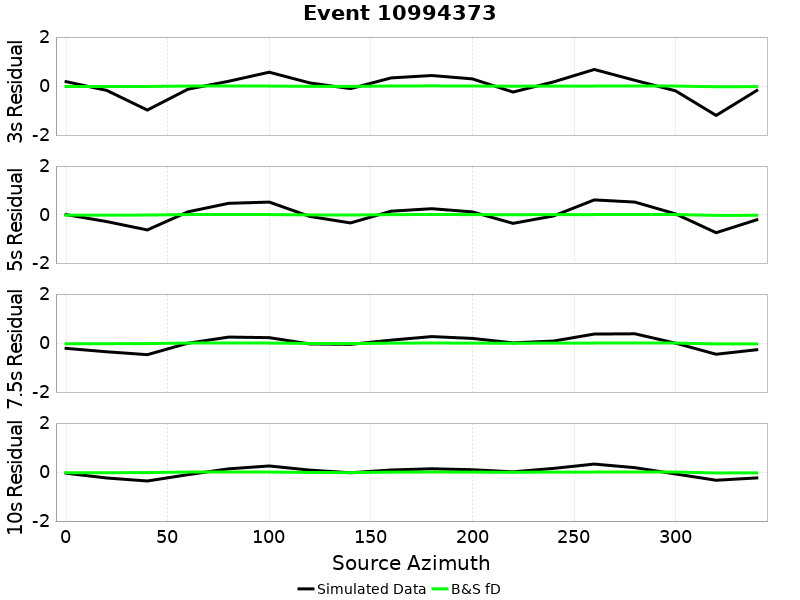 Event 10994373
3s Residual
2
0
-2
5s Residual
2
0
-2
7.5s Residual
2
0
-2
10s Residual
2
0
-2
0 50 100 150 200 250 300
Source Azimuth
Simulated Data B&S fD